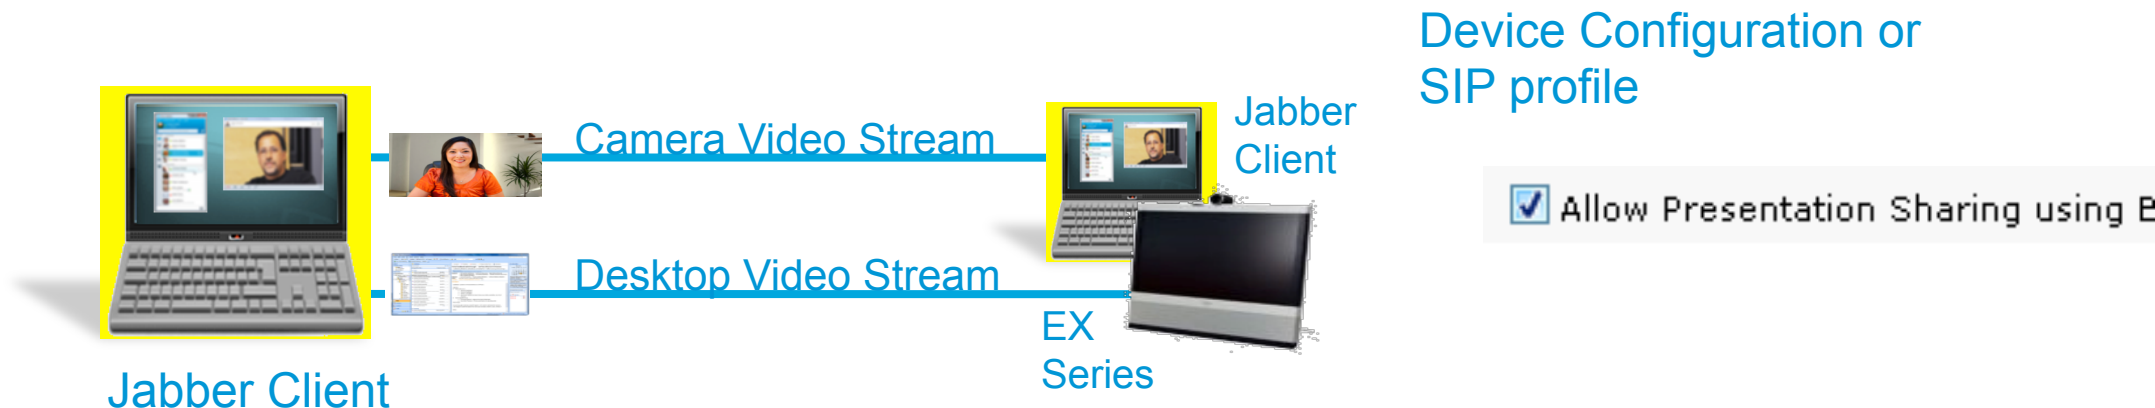 Device Configuration or
SIP profile
Jabber
Client
Camera Video Stream
Allow Presentation Sharing using
Desktop Video Stream
EX
Series
Jabber Client